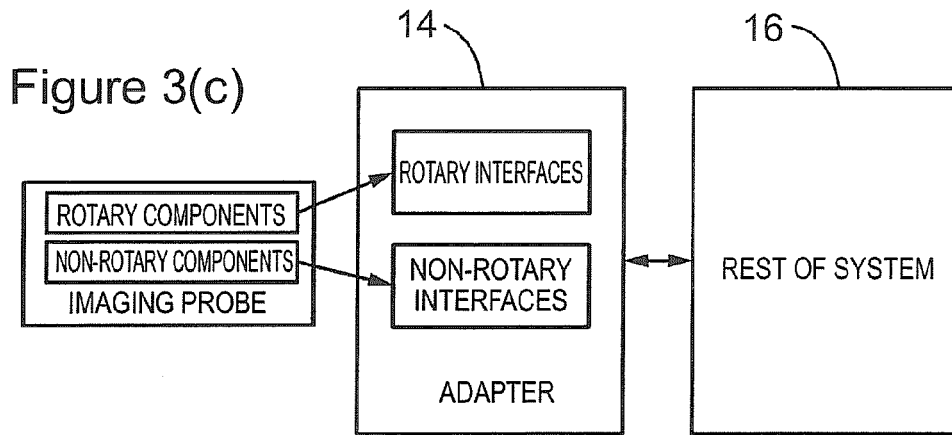 14
16
Figure 3(c)
ROTARY COMPONENTS
NON-ROTARY COMPONENTS
IMAGING PROBE
ROTARY INTERFACES
NON-ROTARY
INTERFACES
ADAPTER
REST OF SYSTEM